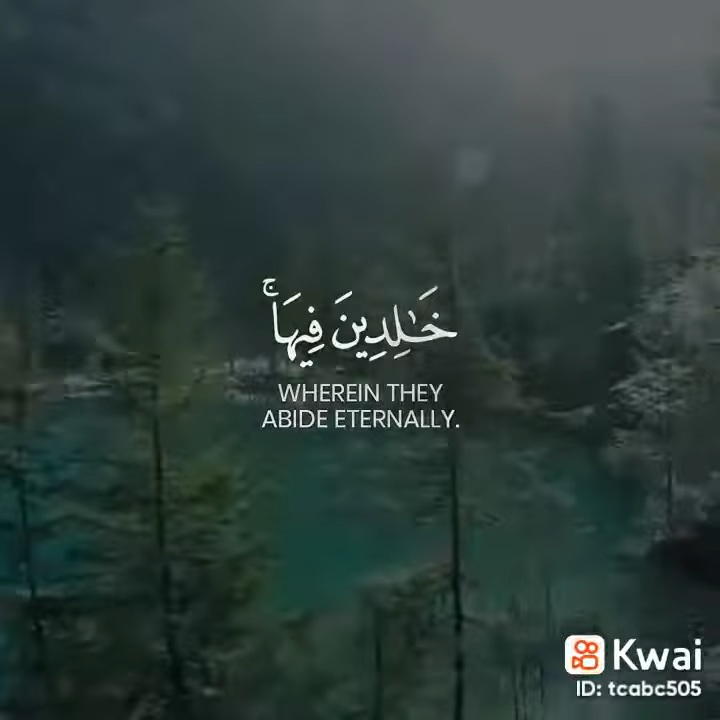 خَـٰلِدِينَ فِيهَاۚ
WHEREIN THEY
ABIDE ETERNALLY.
Kwai
ID: tcabc505